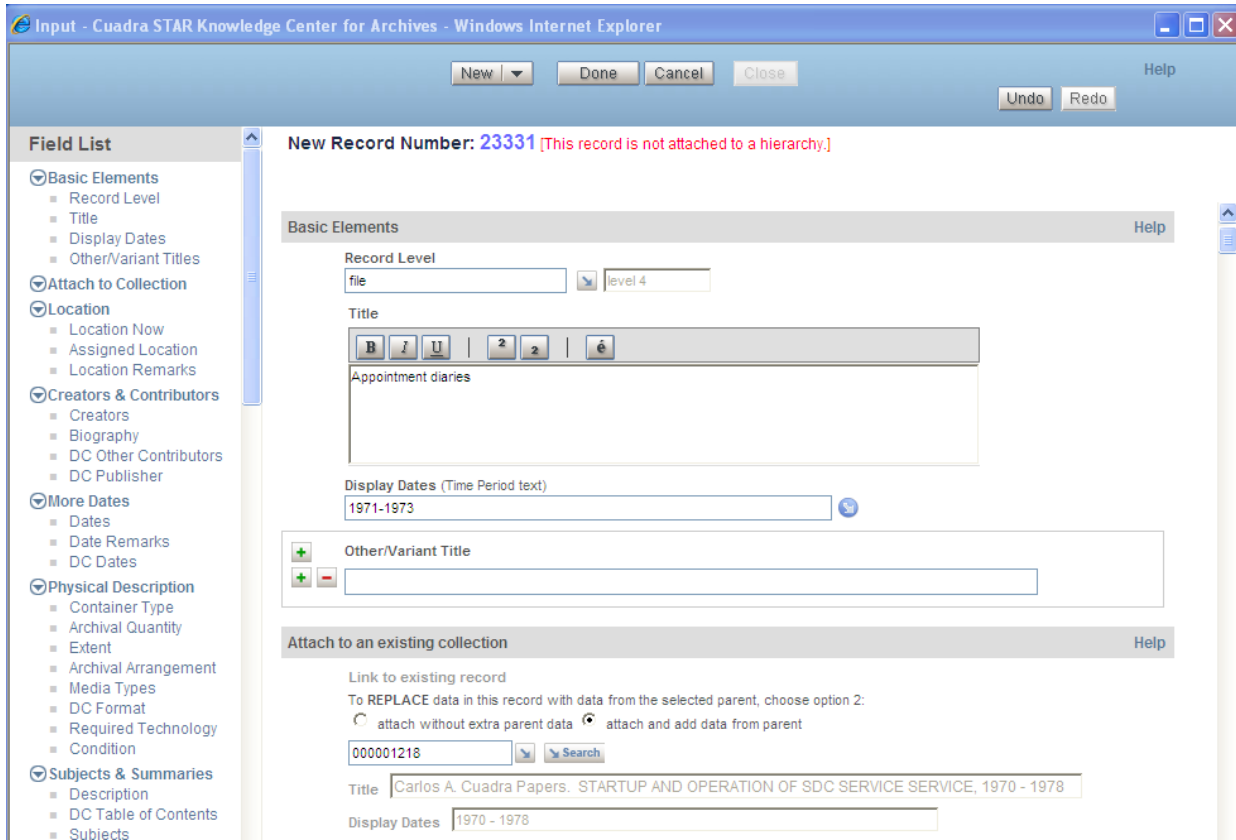 Input - Cuadra STAR Knowledge Center for Archives - Windows Internet Explorer
New Done Cancel Close Help
Undo Redo
Field List
Basic Elements
Record Level
Title
Display Dates
Other/Variant Titles
Attach to Collection
Location
Location Now
Assigned Location
Location Remarks
Creators & Contributors
Creators
Biography
DC Other Contributors
DC Publisher
More Dates
Dates
Date Remarks
DC Dates
Physical Description
Container Type
Archival Quantity
Extent
Archival Arrangement
Media Types
DC Format
Required Technology
Condition
Subjects & Summaries
Description
DC Table of Contents
Subjects
New Record Number: 23331 [This record is not attached to a hierarchy.]
Basic Elements Help
Record Level
file level 4
Title
B I U 2 2 ê
Appointment diaries
Display Dates (Time Period text)
1971-1973
Other/Variant Title
Attach to an existing collection Help
Link to existing record
To REPLACE data in this record with data from the selected parent, choose option 2:
attach without extra parent data attach and add data from parent
000001218 Search
Title Carlos A. Cuadra Papers. STARTUP AND OPERATION OF SDC SERVICE SERVICE, 1970 - 1978
Display Dates 1970 - 1978